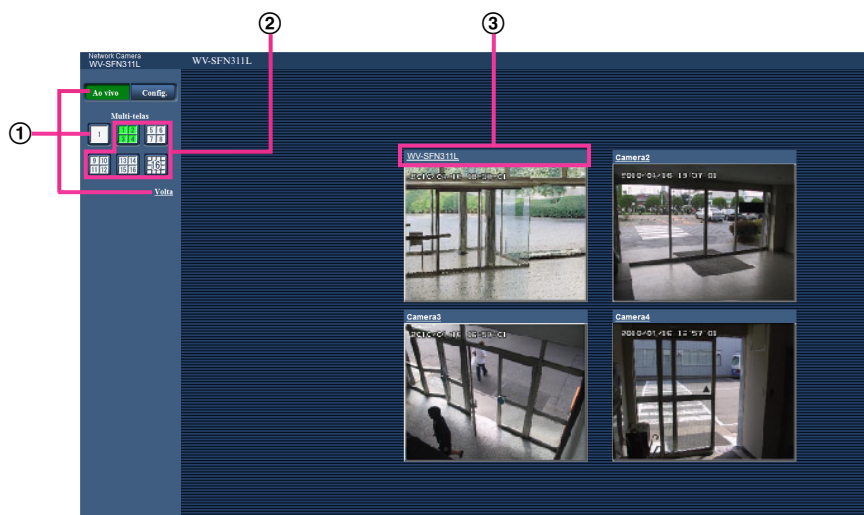 ② ③
Network Camera
WV-SFN311L
WV-SFN311L
Ao vivo Config.
Multi-telas
①
1
1 2
3 4
5 6
7 8
9 10
11 12
13 14
15 16
16
Volta
WV-SFN311L
Camera2
Camera3
Camera4